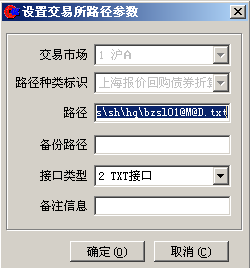 设置交易所路径参数
交易市场 1 沪A
路径种类标识 上海报价回购债券折算
路径 s\sh\hq\bzsl01@M@D.txt
备份路径
接口类型 2 TXT接口
备注信息
确定(O) 取消(C)